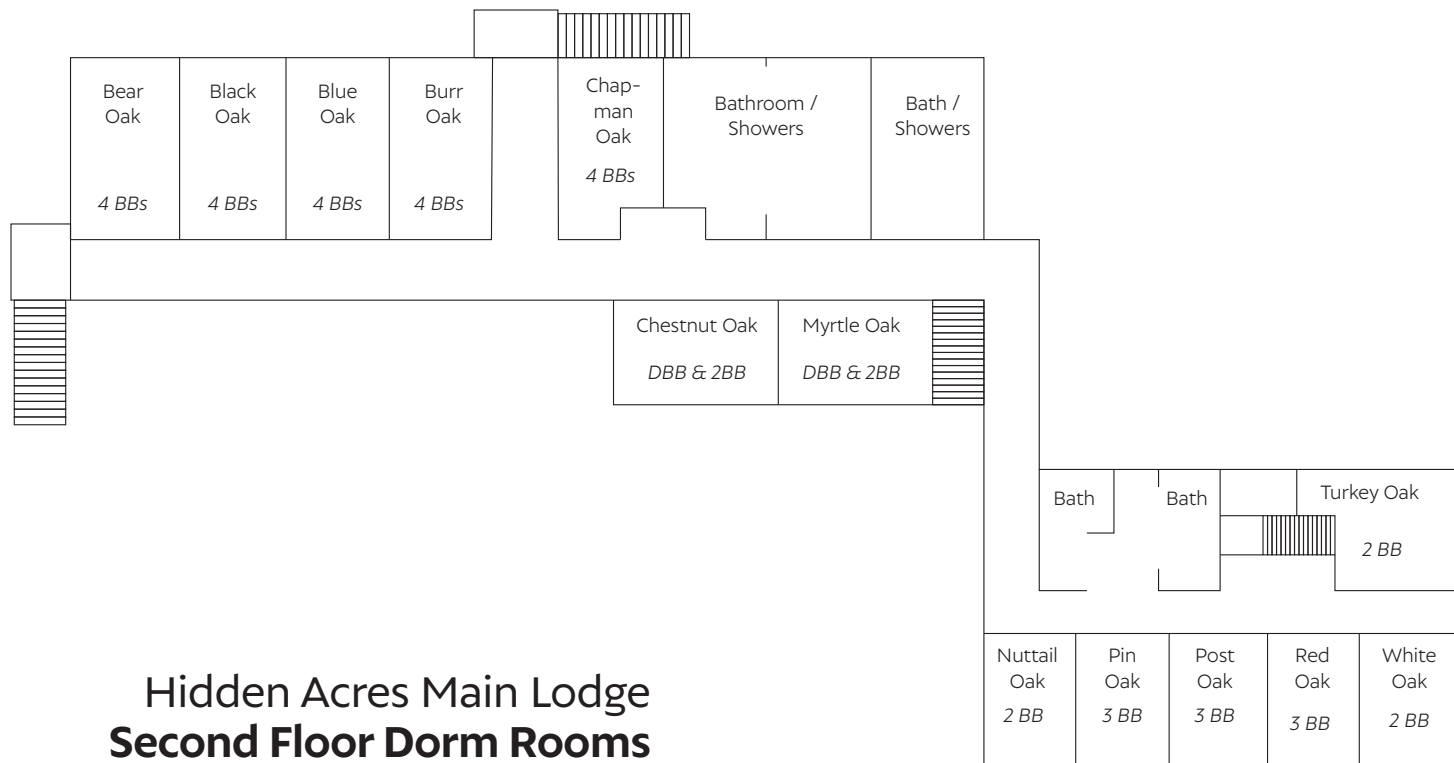 Bear
Oak
4 BBs
Black
Oak
4 BBs
Blue
Oak
4 BBs
Burr
Oak
4 BBs
Chap-
man
Oak
4 BBs
Bathroom /
Showers
Bath /
Showers
Chestnut Oak
DBB & 2BB
Myrtle Oak
DBB & 2BB
Bath
Bath
Turkey Oak
2 BB
Nuttail
Oak
2 BB
Pin
Oak
3 BB
Post
Oak
3 BB
Red
Oak
3 BB
White
Oak
2 BB
Hidden Acres Main Lodge
Second Floor Dorm Rooms